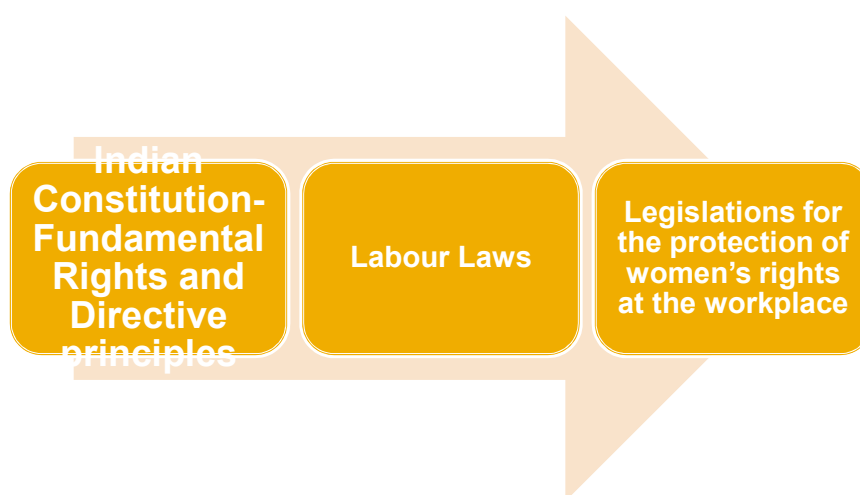 Indian
Constitution-
Fundamental
Rights and
Directive
principles
Labour Laws
Legislations for
the protection of
women’s rights
at the workplace